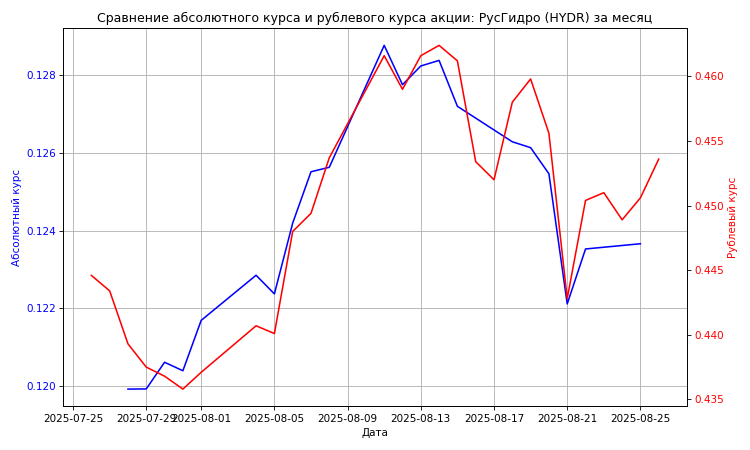 Сравнение абсолютного курса и рублевого курса акции: РусГидро (HYDR) за месяц
Абсолютный курс
0.128
0.126
0.124
0.122
0.120
0.460
0.455
0.450
0.445
0.440
0.435
Рублевый курс
2025-07-25 2025-07-29 2025-08-01 2025-08-05 2025-08-09 2025-08-13 2025-08-17 2025-08-21 2025-08-25
Дата